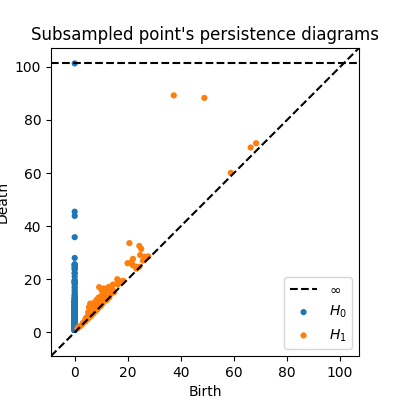 Subsampled point's persistence diagrams
100
80
60
40
20
0
Death
0 20 40 60 80 100
Birth
∞
H₀
H₁